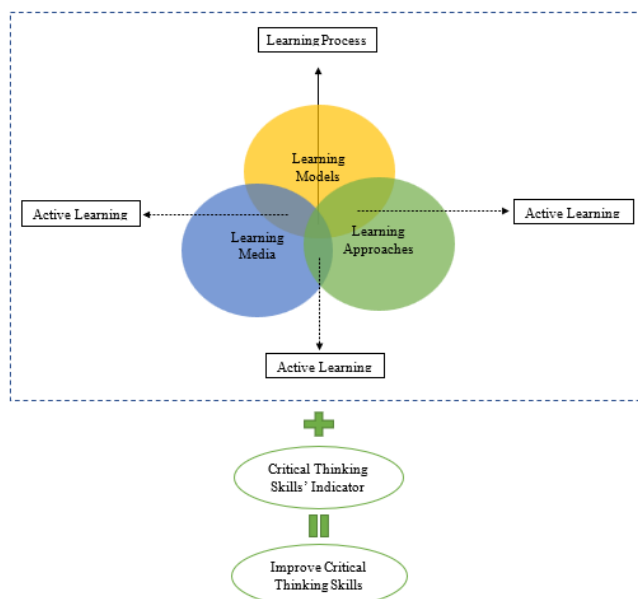 Learning Process
Learning
Models
Active Learning
Active Learning
Learning
Media
Learning
Approaches
Active Learning
Critical Thinking
Skills' Indicator
Improve Critical
Thinking Skills